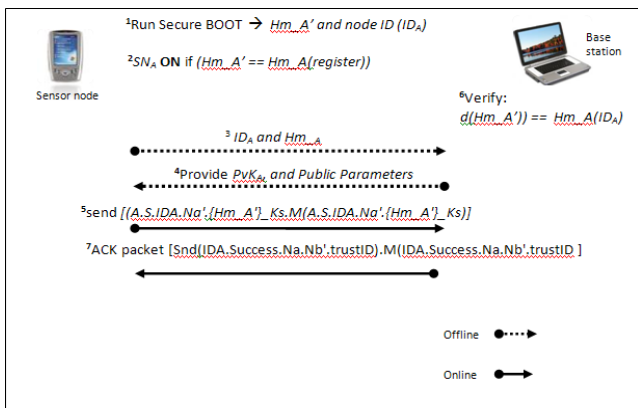 ¹Run Secure BOOT → Hm_A' and node ID (IDA)
Base station
²SNA ON if (Hm_A' == Hm_A(register))
Sensor node
⁶Verify:
d(Hm_A')) == Hm_A(IDA)
³ IDA and Hm_A
⁴Provide PvKA, and Public Parameters
⁵send [(A.S.IDA.Na'.{Hm_A'}_Ks.M(A.S.IDA.Na'.{Hm_A'}_Ks)]
⁷ACK packet [Snd(IDA.Success.Na.Nb'.trustID).M(IDA.Success.Na.Nb'.trustID ]
Offline
Online